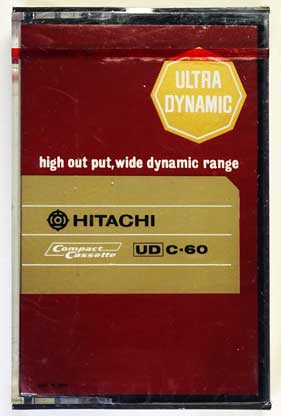 ULTRA
DYNAMIC
high out put, wide dynamic range
HITACHI
Compact
Cassette
UD C·60